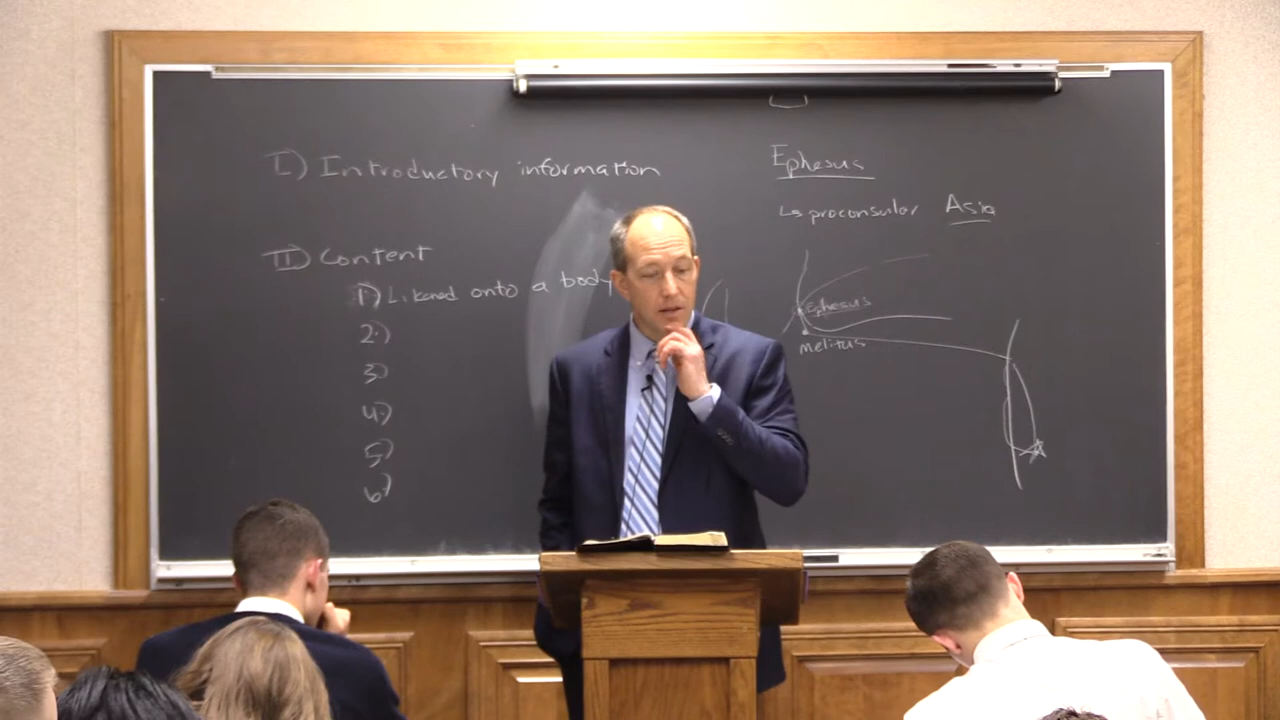 I) Introductory information
II) Content
1) Likened onto a body
2)
3)
4)
5)
6)
Ephesus
↳ proconsular Asia
Ephesus
melitus